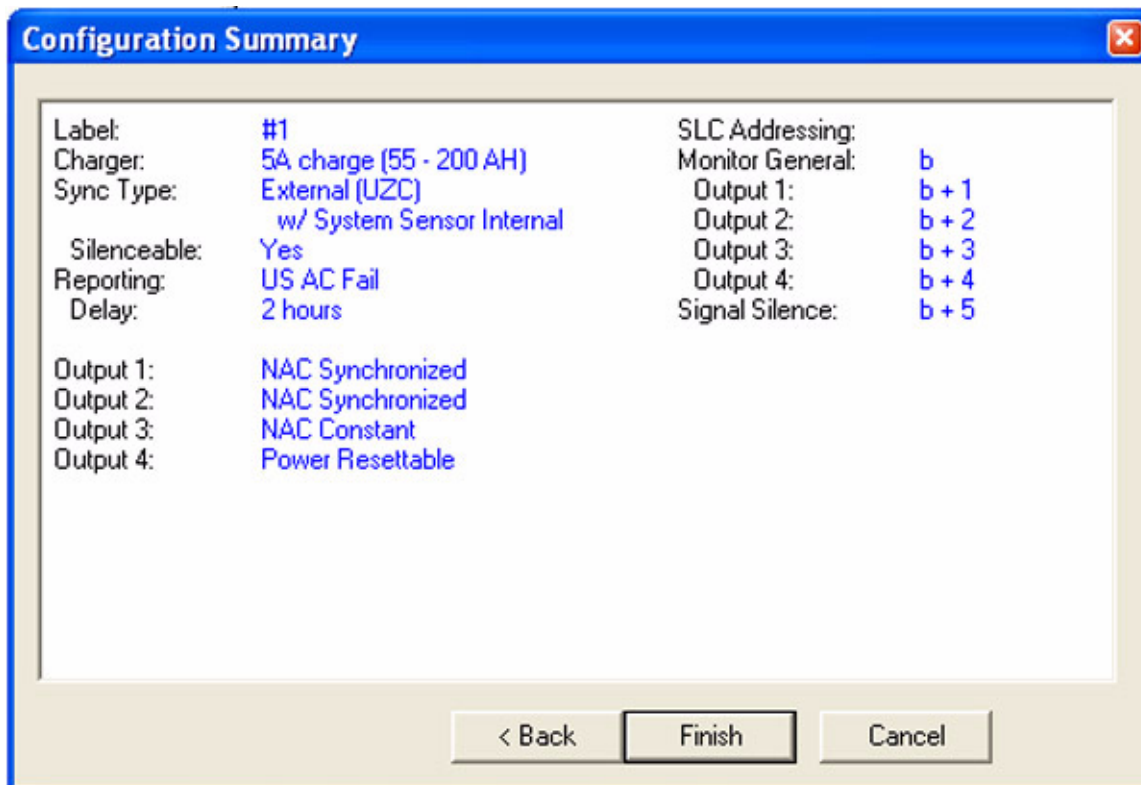 Configuration Summary
Label: #1
Charger: 5A charge (55 - 200 AH)
Sync Type: External (UZC)
w/ System Sensor Internal
Silenceable: Yes
Reporting: US AC Fail
Delay: 2 hours
Output 1: NAC Synchronized
Output 2: NAC Synchronized
Output 3: NAC Constant
Output 4: Power Resettable
SLC Addressing:
Monitor General: b
Output 1: b + 1
Output 2: b + 2
Output 3: b + 3
Output 4: b + 4
Signal Silence: b + 5
< Back Finish Cancel